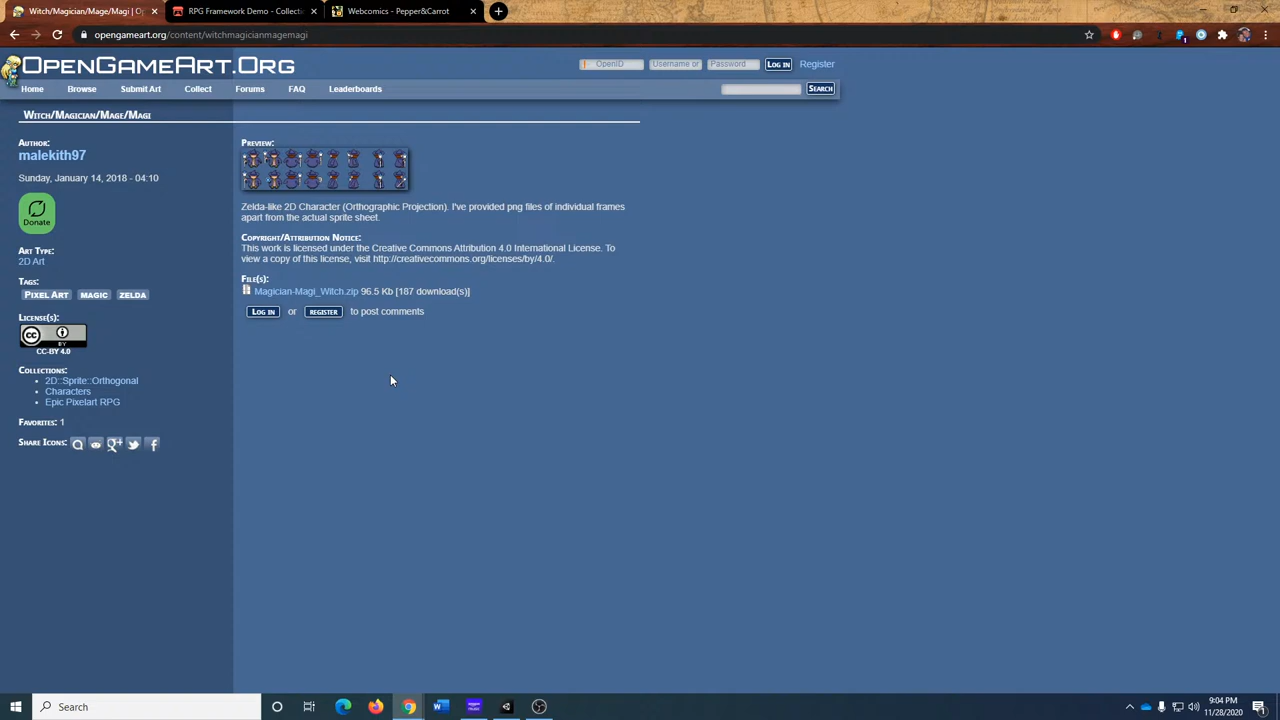 Witch/Magician/Mage/Magi | Op
RPG Framework Demo - Collecti
Webcomics - Pepper&Carrot
opengameart.org/content/witchmagicianmagemagi
OpenGameArt.Org
OpenID
Username or
Password
Log in
Register
Home
Browse
Submit Art
Collect
Forums
FAQ
Leaderboards
Search
Witch/Magician/Mage/Magi
Author:
malekith97
Sunday, January 14, 2018 - 04:10
Donate
Art Type:
2D Art
Tags:
Pixel Art
magic
zelda
License(s):
CC BY
CC-BY 4.0
Collections:
2D::Sprite::Orthogonal
Characters
Epic Pixelart RPG
Favorites: 1
Share Icons:
Preview:
Zelda-like 2D Character (Orthographic Projection). I've provided png files of individual frames
apart from the actual sprite sheet.
Copyright/Attribution Notice:
This work is licensed under the Creative Commons Attribution 4.0 International License. To
view a copy of this license, visit http://creativecommons.org/licenses/by/4.0/.
File(s):
Magician-Magi_Witch.zip 96.5 Kb [187 download(s)]
Log in or register to post comments
Search
9:04 PM
11/28/2020